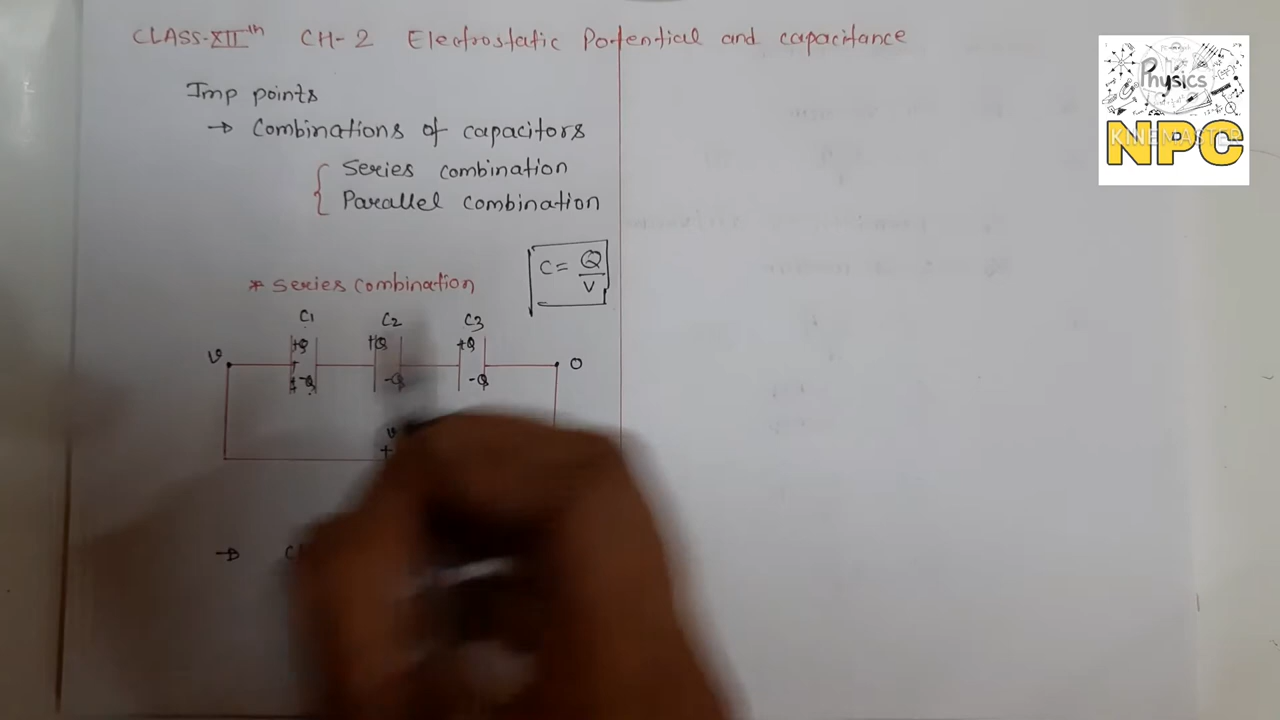 CLASS-XIIth CH-2 Electrostatic Potential and capacitance
Imp points
→ Combinations of capacitors
Series combination
Parallel combination
C = Q/V
* Series combination
C1 C2 C3
+Q +Q +Q
V O
-Q -Q -Q
V
+
→
Physics
KINEMASTER
NPC